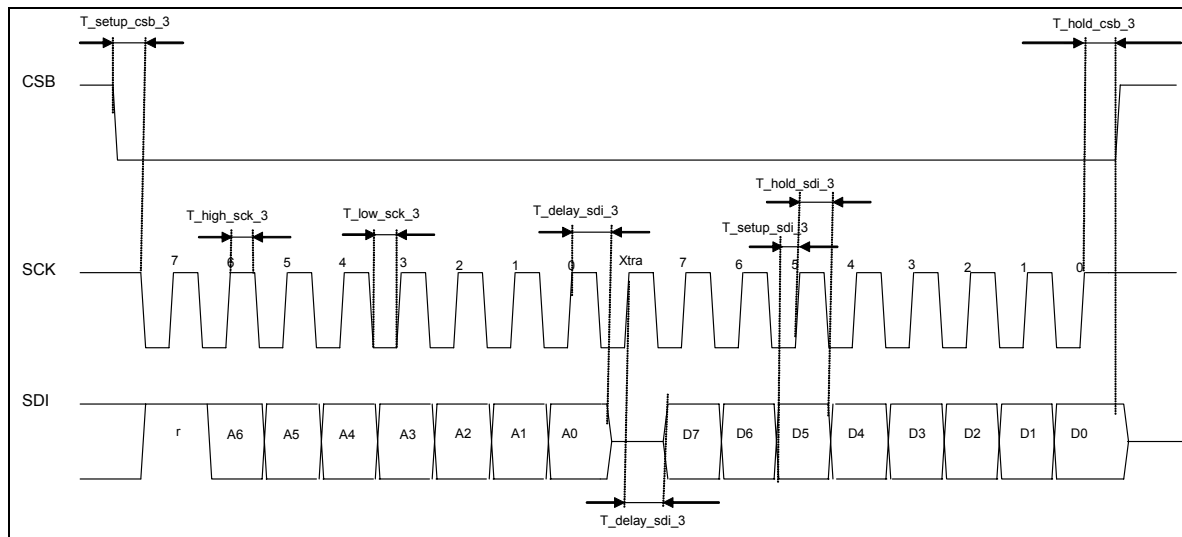 T_setup_csb_3
T_hold_csb_3
CSB
T_hold_sdi_3
T_high_sck_3 T_low_sck_3 T_delay_sdi_3
T_setup_sdi_3
SCK 7 6 5 4 3 2 1 0 Xtra 7 6 5 4 3 2 1 0
SDI
r A6 A5 A4 A3 A2 A1 A0 D7 D6 D5 D4 D3 D2 D1 D0
T_delay_sdi_3